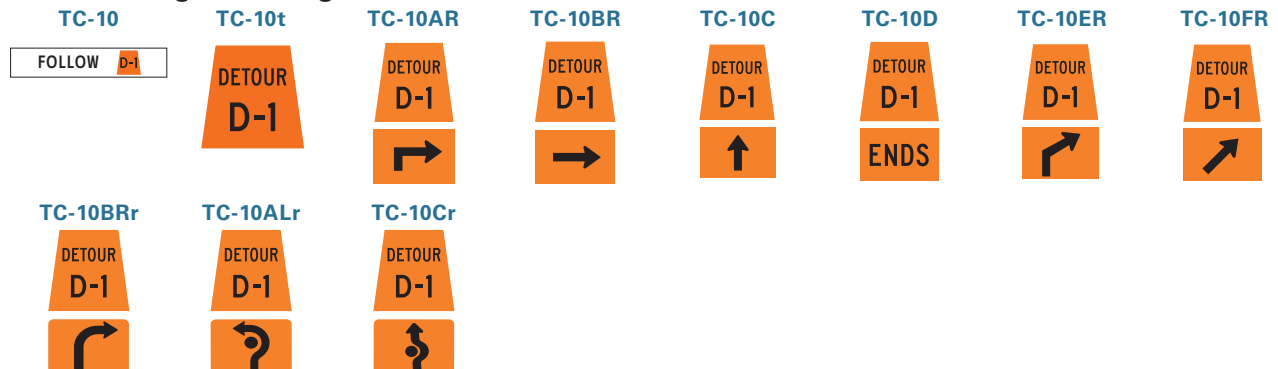 TC-10 TC-10t TC-10AR TC-10BR TC-10C TC-10D TC-10ER TC-10FR
FOLLOW D-1
DETOUR DETOUR DETOUR DETOUR DETOUR DETOUR DETOUR
D-1 D-1 D-1 D-1 D-1 D-1 D-1
ENDS
TC-10BRr TC-10ALr TC-10Cr
DETOUR DETOUR DETOUR
D-1 D-1 D-1